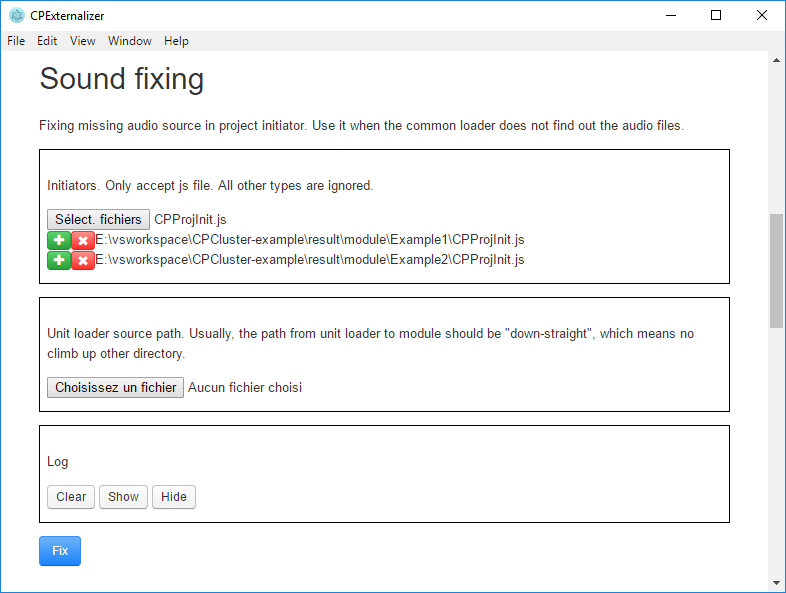 CPExternalizer
File Edit View Window Help
Sound fixing
Fixing missing audio source in project initiator. Use it when the common loader does not find out the audio files.
Initiators. Only accept js file. All other types are ignored.
Sélect. fichiers CPProjInit.js
E:\vsworkspace\CPCluster-example\result\module\Example1\CPProjInit.js
E:\vsworkspace\CPCluster-example\result\module\Example2\CPProjInit.js
Unit loader source path. Usually, the path from unit loader to module should be "down-straight", which means no
climb up other directory.
Choisissez un fichier Aucun fichier choisi
Log
Clear Show Hide
Fix